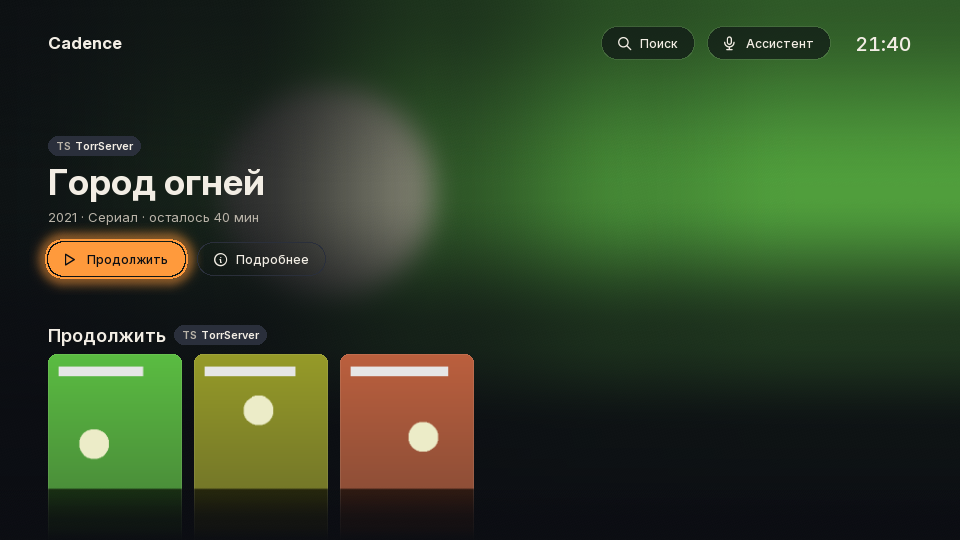 Cadence
Поиск
Ассистент
21:40
TS TorrServer
Город огней
2021 · Сериал · осталось 40 мин
Продолжить
Подробнее
Продолжить
TS TorrServer